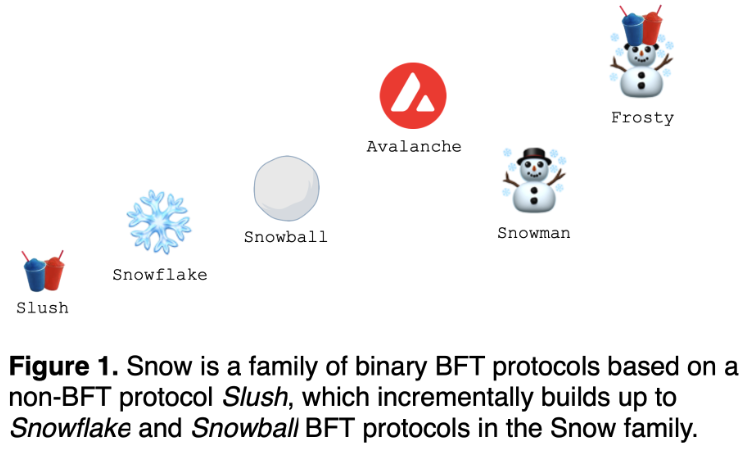 Frosty
Avalanche
Snowman
Snowball
Snowflake
Slush
Figure 1. Snow is a family of binary BFT protocols based on a
non-BFT protocol Slush, which incrementally builds up to
Snowflake and Snowball BFT protocols in the Snow family.